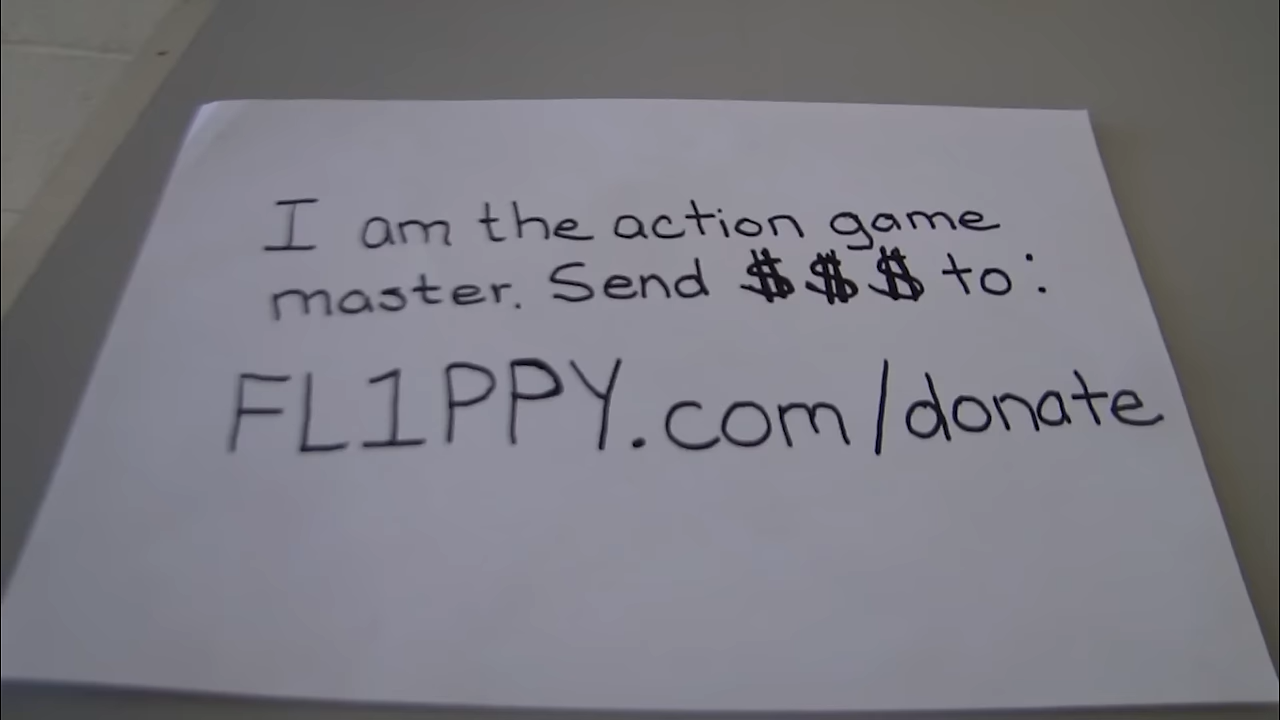 I am the action game
master. Send $$$ to:
FL1PPY.com/donate